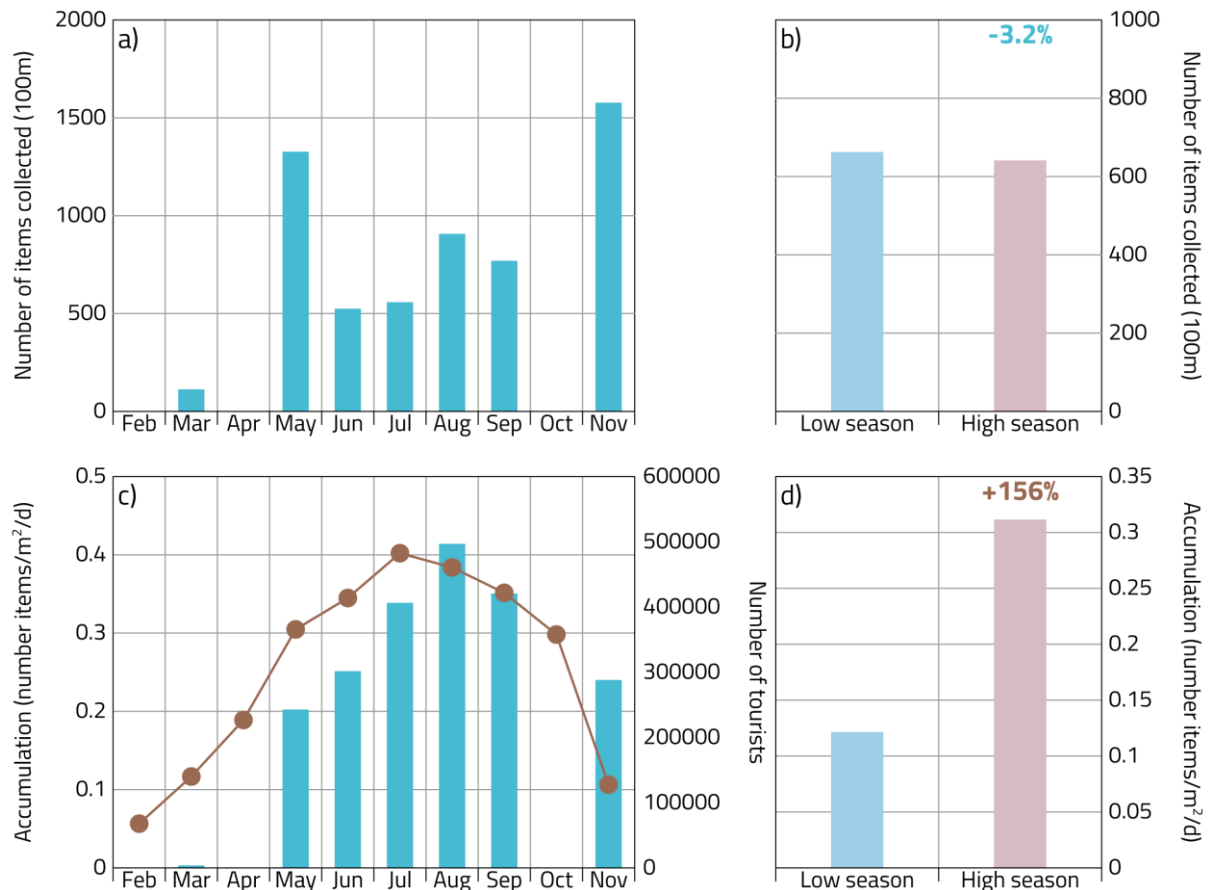 a)
Number of items collected (100m)
2000
1500
1000
500
0
Feb Mar Apr May Jun Jul Aug Sep Oct Nov
b)
-3.2%
1000
800
600
400
200
0
Number of items collected (100m)
Low season High season
c)
Accumulation (number items/m²/d)
0.5
0.4
0.3
0.2
0.1
0
600000
500000
400000
300000
200000
100000
0
Number of tourists
Feb Mar Apr May Jun Jul Aug Sep Oct Nov
d)
+156%
0.35
0.3
0.25
0.2
0.15
0.1
0.05
0
Accumulation (number items/m²/d)
Low season High season